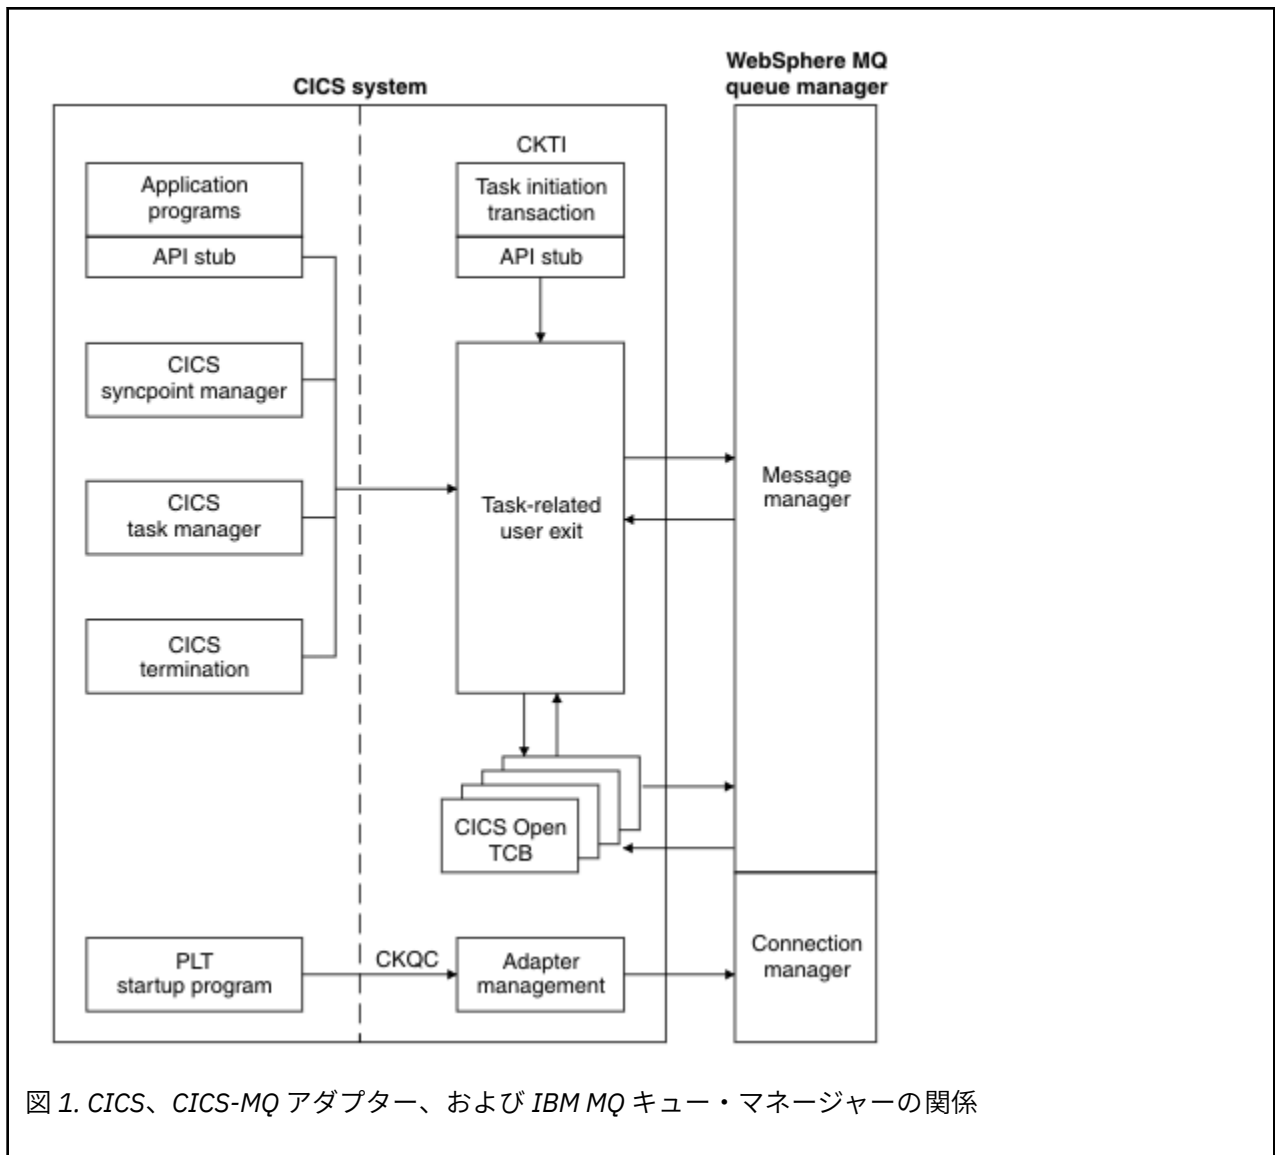 CICS system
WebSphere MQ
queue manager
Application
programs
API stub
CICS
syncpoint manager
CICS
task manager
CICS
termination
PLT
startup program
CKTI
Task initiation
transaction
API stub
Task-related
user exit
CICS Open
TCB
CKQC
Adapter
management
Message
manager
Connection
manager
図 1. CICS、CICS-MQ アダプター、および IBM MQ キュー・マネージャーの関係